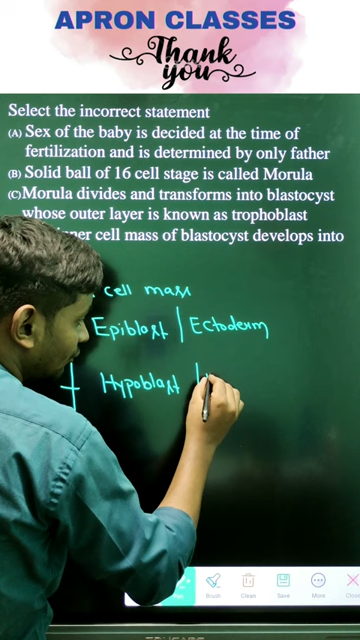 APRON CLASSES
Thank
you
Select the incorrect statement
(A) Sex of the baby is decided at the time of
fertilization and is determined by only father
(B) Solid ball of 16 cell stage is called Morula
(C) Morula divides and transforms into blastocyst
whose outer layer is known as trophoblast
cell mass of blastocyst develops into
cell mass
Epiblast | Ectoderm
Hypoblast |
Brush Clean Save More Close